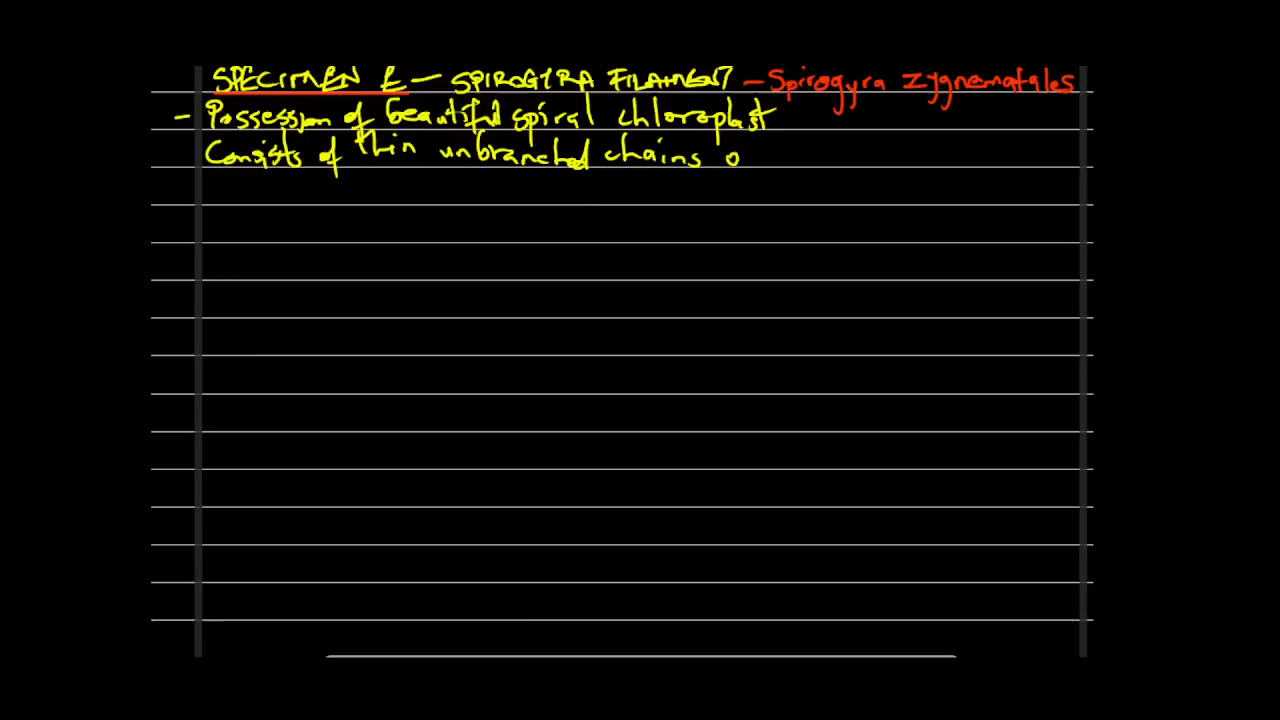 SPECIMEN E - SPIROGYRA FILAMENT - Spirogyra zygnematales
- Possession of beautiful spiral chloroplast
Consists of thin unbranched chains o